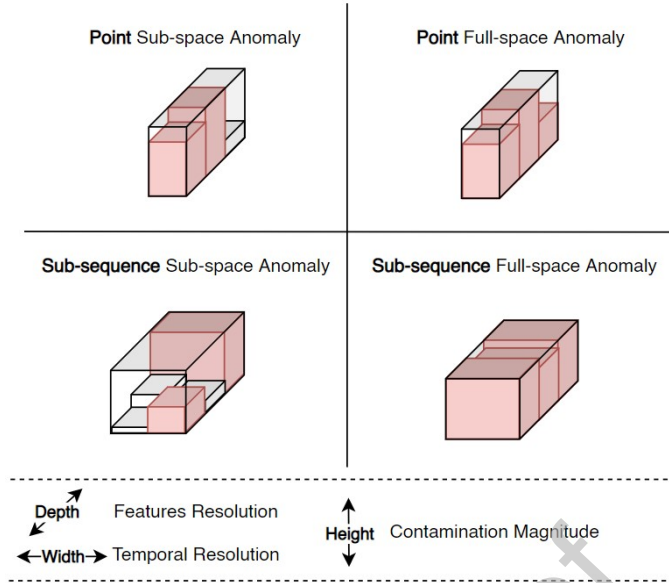 Point Sub-space Anomaly
Point Full-space Anomaly
Sub-sequence Sub-space Anomaly
Sub-sequence Full-space Anomaly
Depth
Features Resolution
Width
Temporal Resolution
Height
Contamination Magnitude